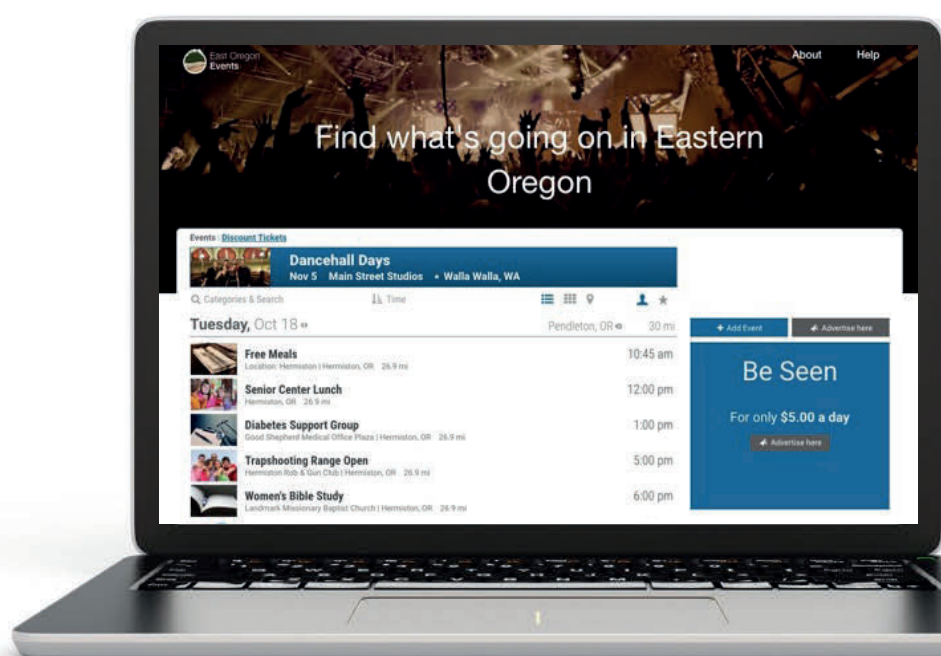 East Oregon
Events
About
Help
Find what's going on in Eastern
Oregon
Events | Discount Tickets
Dancehall Days
Nov 5 Main Street Studios • Walla Walla, WA
Categories & Search
Time
Tuesday, Oct 18
Pendleton, OR
30 mi
Free Meals
Location: Hermiston | Hermiston, OR 26.9 mi
10:45 am
Senior Center Lunch
Hermiston, OR 26.9 mi
12:00 pm
Diabetes Support Group
Good Shepherd Medical Office Plaza | Hermiston, OR 26.9 mi
1:00 pm
Trapshooting Range Open
Hermiston Rob & Gun Club | Hermiston, OR 26.9 mi
5:00 pm
Women's Bible Study
Landmark Missionary Baptist Church | Hermiston, OR 26.9 mi
6:00 pm
+ Add Event
Advertise here
Be Seen
For only $5.00 a day
Advertise here